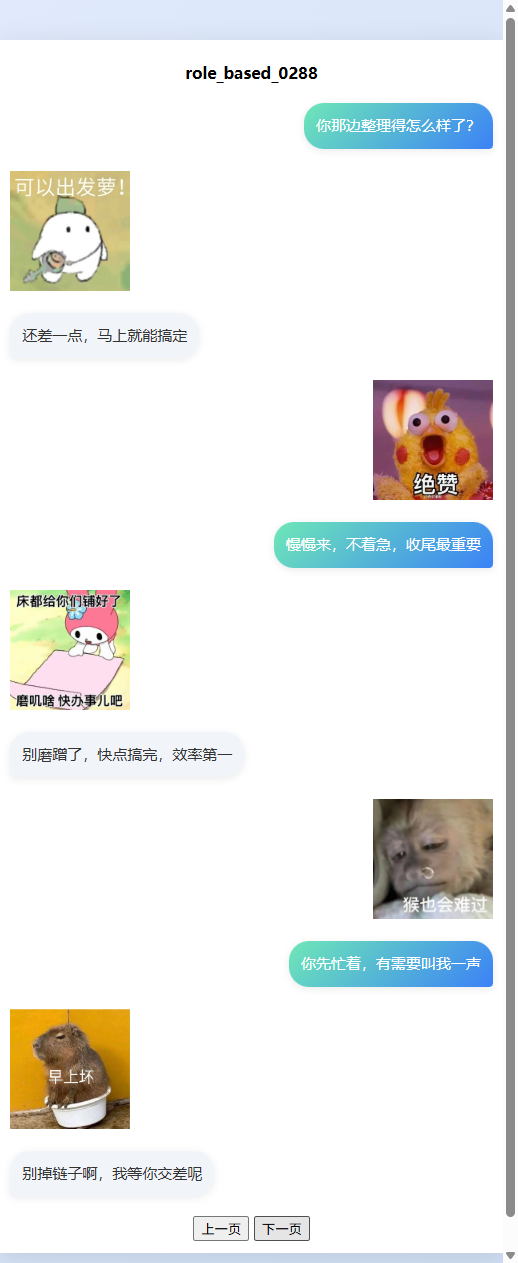 role_based_0288
你那边整理得怎么样了？
可以出发萝！
还差一点，马上就能搞定
绝赞
慢慢来，不着急，收尾最重要
床都给你们铺好了
磨叽啥 快办事儿吧
别磨蹭了，快点搞完，效率第一
猴也会难过
你先忙着，有需要叫我一声
早上坏
别掉链子啊，我等你交差呢
上一页 下一页